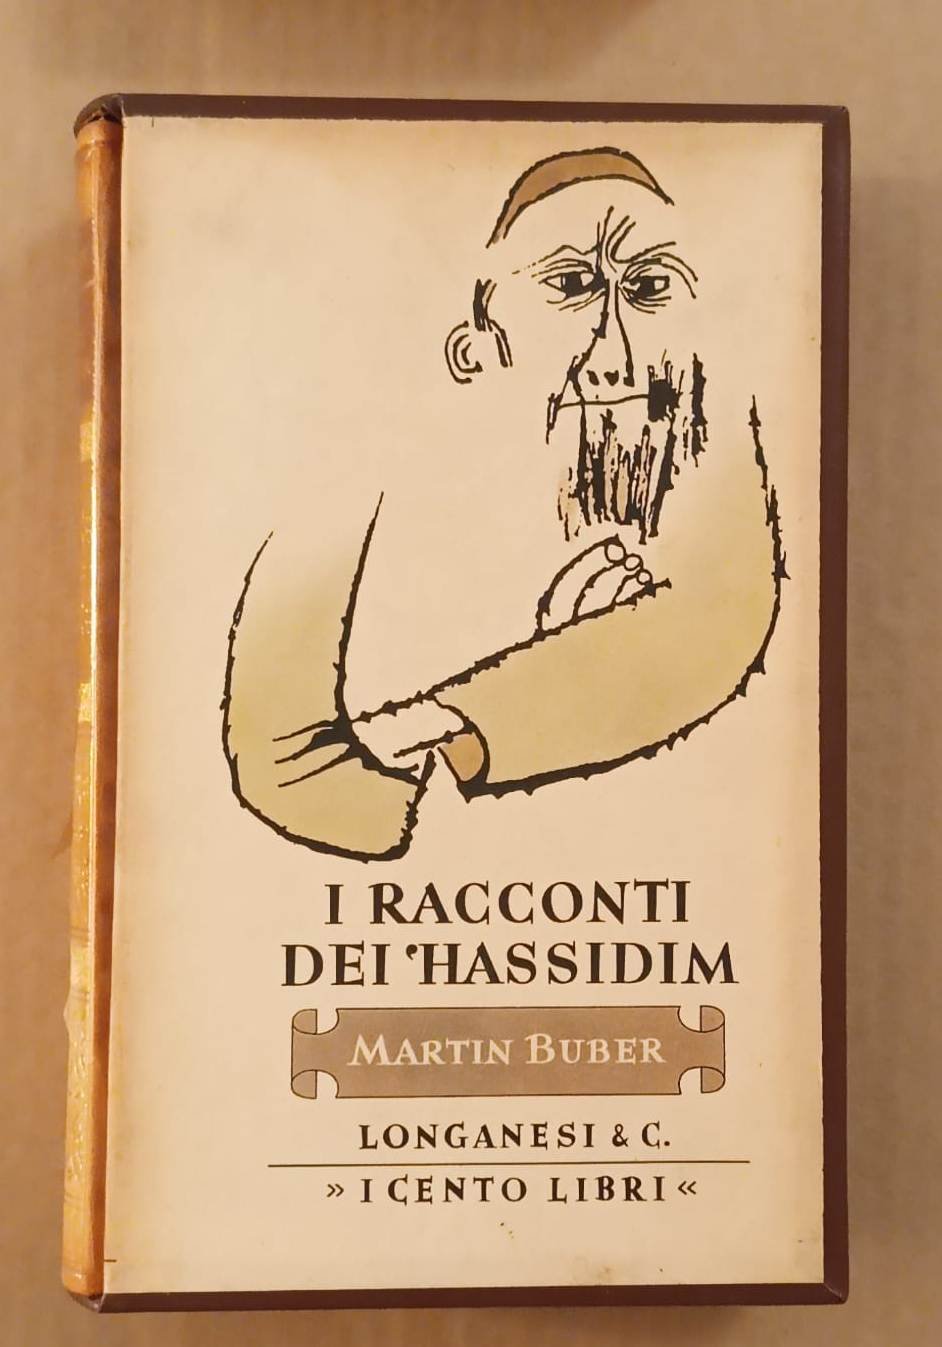 I RACCONTI
DEI ‘HASSIDIM
MARTIN BUBER
LONGANESI & C.
» I CENTO LIBRI «